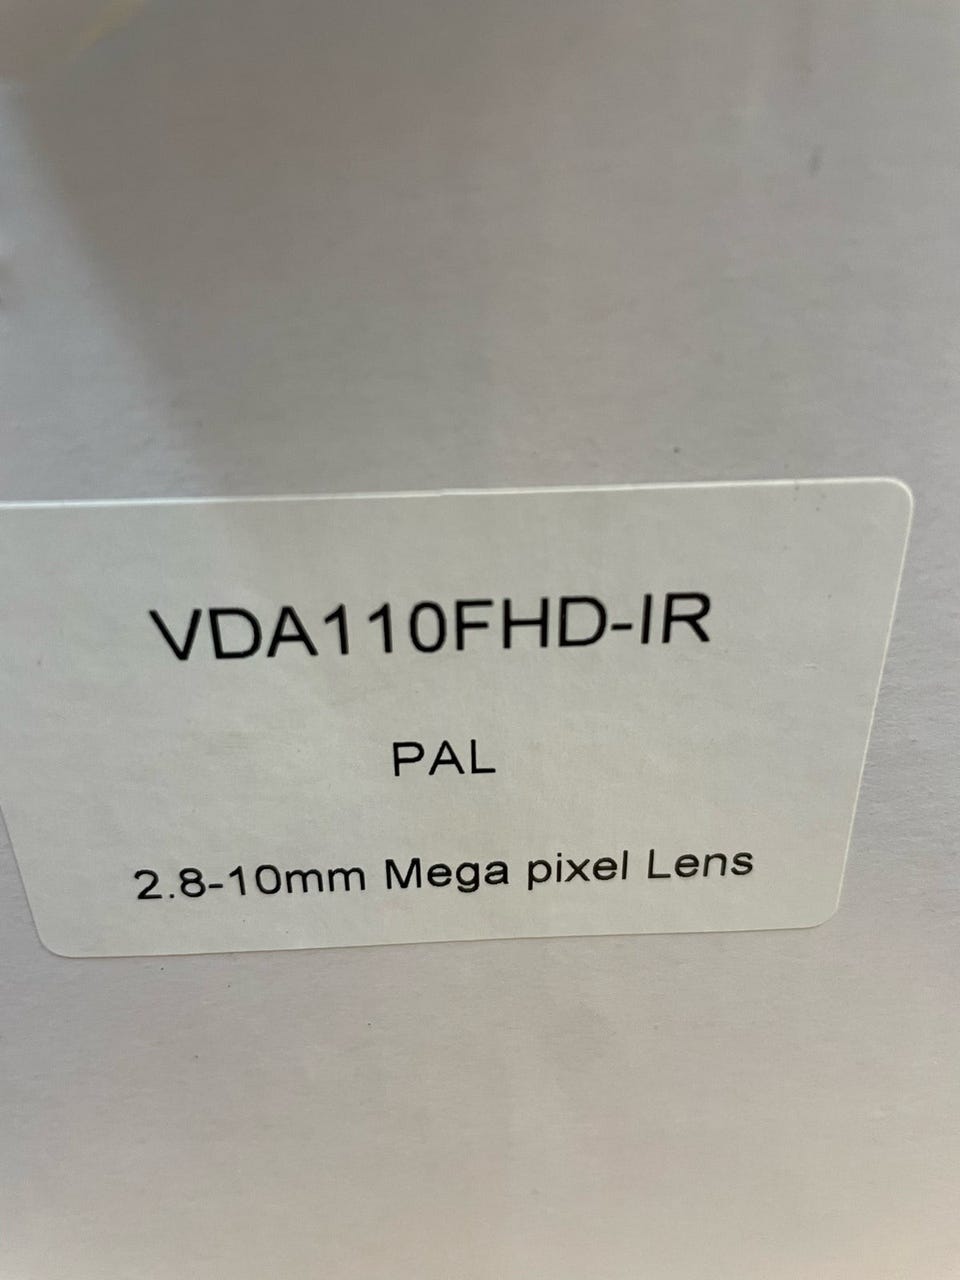 VDA110FHD-IR
PAL
2.8-10mm Mega pixel Lens